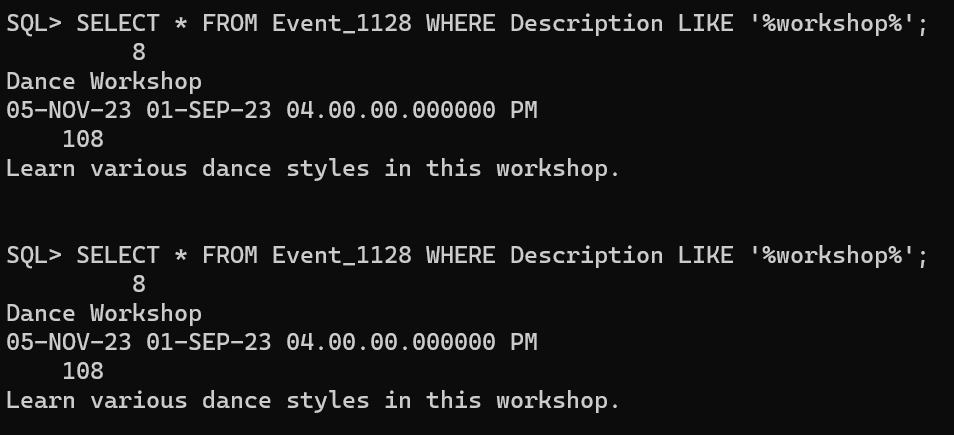 SQL> SELECT * FROM Event_1128 WHERE Description LIKE '%workshop%';
         8
Dance Workshop
05-NOV-23 01-SEP-23 04.00.00.000000 PM
    108
Learn various dance styles in this workshop.
SQL> SELECT * FROM Event_1128 WHERE Description LIKE '%workshop%';
         8
Dance Workshop
05-NOV-23 01-SEP-23 04.00.00.000000 PM
    108
Learn various dance styles in this workshop.